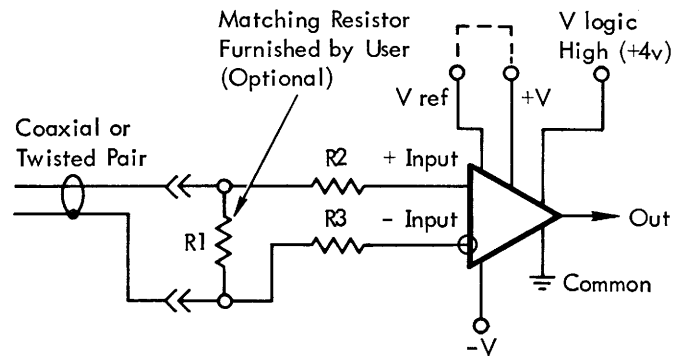 Matching Resistor
Furnished by User
(Optional)
V logic
High (+4v)
V ref
+V
Coaxial or
Twisted Pair
R2
+ Input
R3
- Input
R1
Out
Common
-V